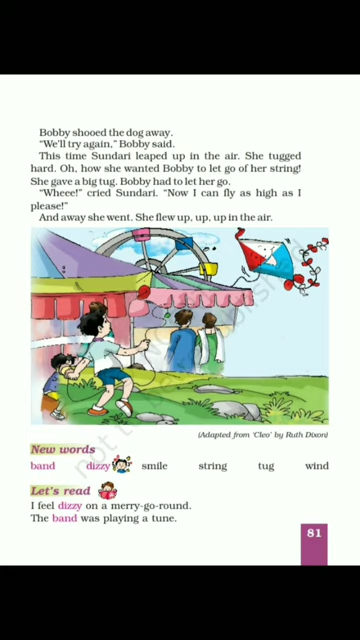 Bobby shooed the dog away.
“We’ll try again,” Bobby said.
This time Sundari leaped up in the air. She tugged
hard. Oh, how she wanted Bobby to let go of her string!
She gave a big tug. Bobby had to let her go.
“Wheee!” cried Sundari. “Now I can fly as high as I
please!”
And away she went. She flew up, up, up in the air.
(Adapted from ‘Cleo’ by Ruth Dixon)
New words
band dizzy smile string tug wind
Let’s read
I feel dizzy on a merry-go-round.
The band was playing a tune.
81